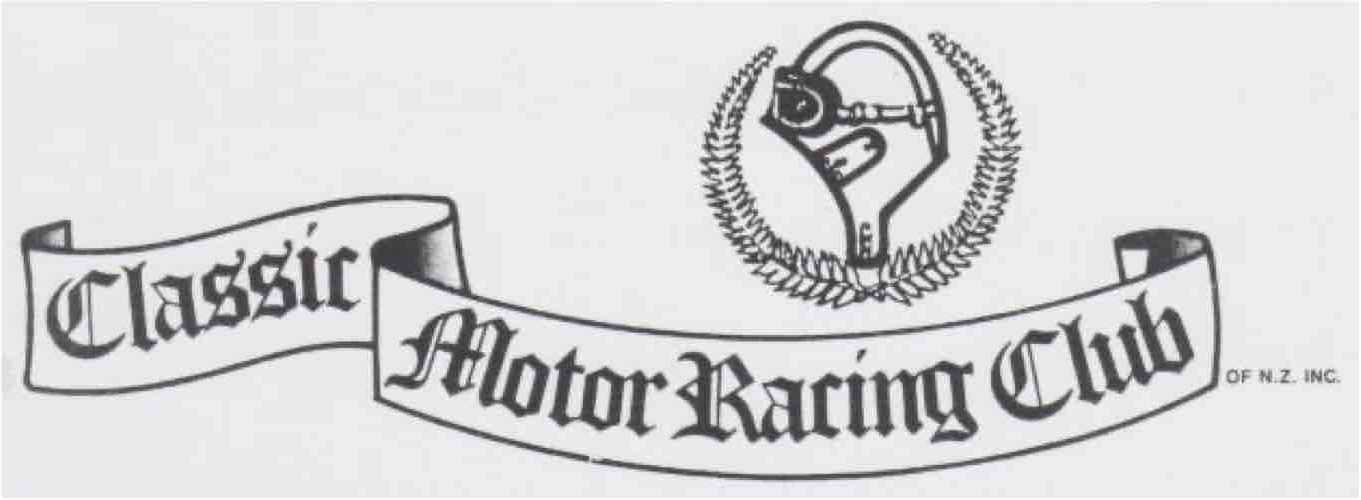 Classic
Motor Racing Club
OF N.Z. INC.